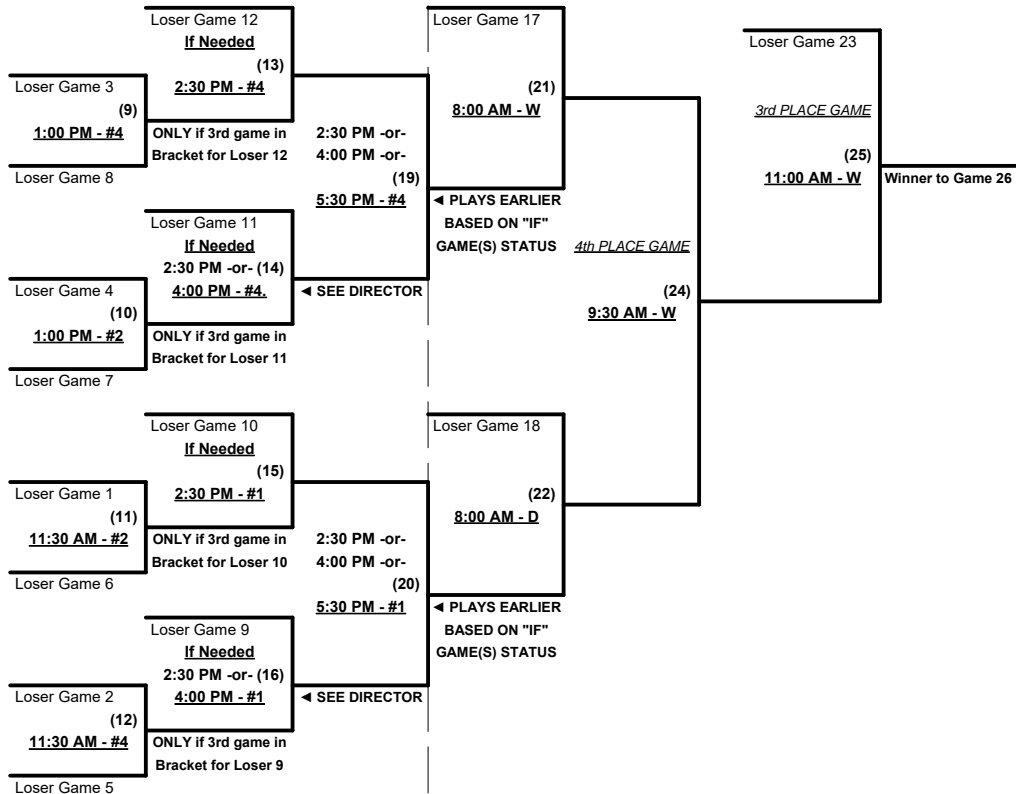 Loser Game 12
If Needed
(13)
2:30 PM - #4
Loser Game 3
(9)
1:00 PM - #4
ONLY if 3rd game in
Bracket for Loser 12
Loser Game 8
2:30 PM -or-
4:00 PM -or-
(19)
5:30 PM - #4
Loser Game 11
If Needed
2:30 PM -or- (14)
4:00 PM - #4.
◄ SEE DIRECTOR
Loser Game 4
(10)
1:00 PM - #2
ONLY if 3rd game in
Bracket for Loser 11
Loser Game 7
Loser Game 17
(21)
8:00 AM - W
◄ PLAYS EARLIER
BASED ON "IF"
GAME(S) STATUS
4th PLACE GAME
(24)
9:30 AM - W
Loser Game 23
3rd PLACE GAME
(25)
11:00 AM - W
Winner to Game 26
Loser Game 10
If Needed
(15)
2:30 PM - #1
Loser Game 1
(11)
11:30 AM - #2
ONLY if 3rd game in
Bracket for Loser 10
Loser Game 6
2:30 PM -or-
4:00 PM -or-
(20)
5:30 PM - #1
Loser Game 18
(22)
8:00 AM - D
◄ PLAYS EARLIER
BASED ON "IF"
GAME(S) STATUS
Loser Game 9
If Needed
2:30 PM -or- (16)
4:00 PM - #1
◄ SEE DIRECTOR
Loser Game 2
(12)
11:30 AM - #4
ONLY if 3rd game in
Bracket for Loser 9
Loser Game 5